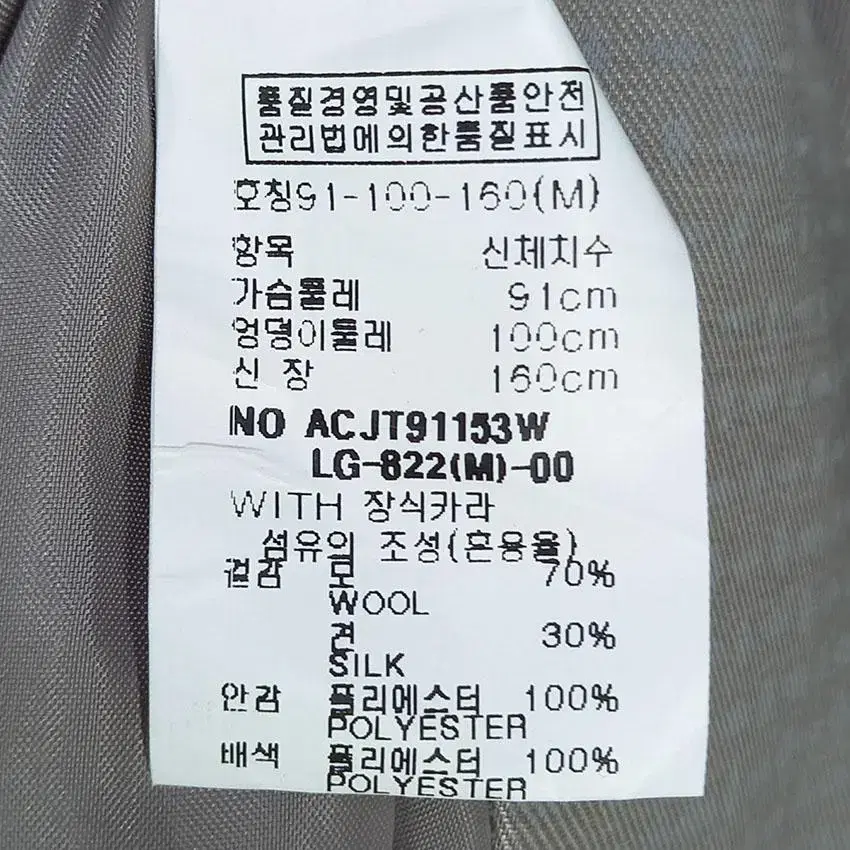 품질경영및공산품안전
관리법에의한품질표시
호칭91-100-160(M)
항목 신체치수
가슴둘레 91cm
엉덩이둘레 100cm
신 장 160cm
NO ACJT91153W
LG-822(M)-00
WITH 장식카라
섬유의 조성(혼용율)
겉감 모 70%
WOOL
견 30%
SILK
안감 폴리에스터 100%
POLYESTER
배색 폴리에스터 100%
POLYESTER